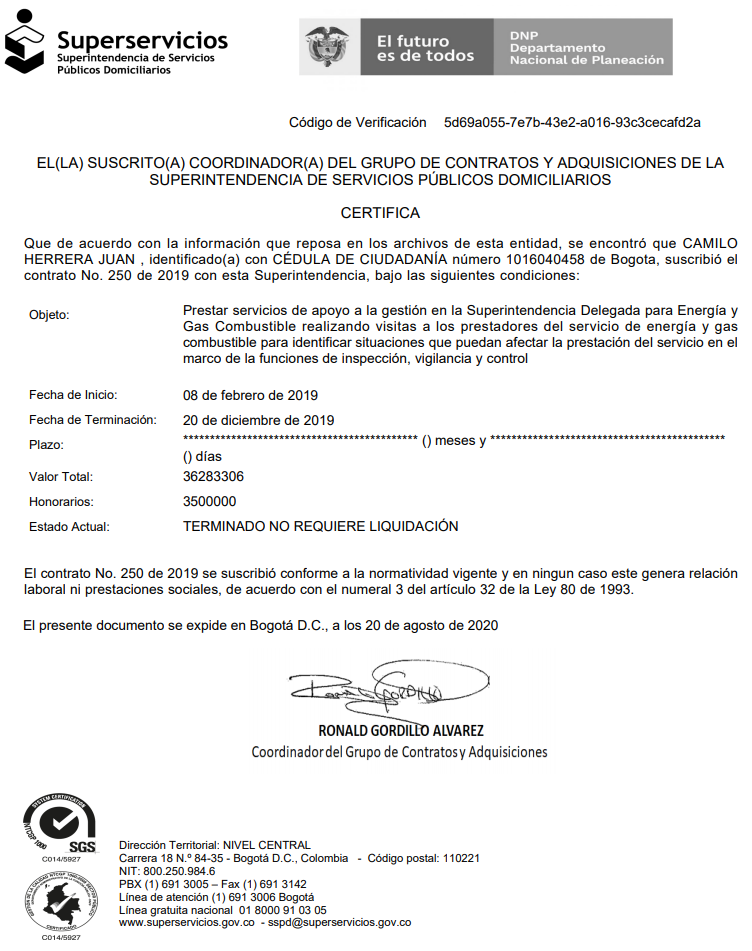 Superservicios
Superintendencia de Servicios
Públicos Domiciliarios
El futuro
es de todos
DNP
Departamento
Nacional de Planeación
Código de Verificación 5d69a055-7e7b-43e2-a016-93c3cecafd2a
EL(LA) SUSCRITO(A) COORDINADOR(A) DEL GRUPO DE CONTRATOS Y ADQUISICIONES DE LA
SUPERINTENDENCIA DE SERVICIOS PÚBLICOS DOMICILIARIOS
CERTIFICA
Que de acuerdo con la información que reposa en los archivos de esta entidad, se encontró que CAMILO
HERRERA JUAN , identificado(a) con CÉDULA DE CIUDADANÍA número 1016040458 de Bogota, suscribió el
contrato No. 250 de 2019 con esta Superintendencia, bajo las siguientes condiciones:
Objeto: Prestar servicios de apoyo a la gestión en la Superintendencia Delegada para Energía y
Gas Combustible realizando visitas a los prestadores del servicio de energía y gas
combustible para identificar situaciones que puedan afectar la prestación del servicio en el
marco de la funciones de inspección, vigilancia y control
Fecha de Inicio: 08 de febrero de 2019
Fecha de Terminación: 20 de diciembre de 2019
Plazo: ******************************************** () meses y ********************************************
() días
Valor Total: 36283306
Honorarios: 3500000
Estado Actual: TERMINADO NO REQUIERE LIQUIDACIÓN
El contrato No. 250 de 2019 se suscribió conforme a la normatividad vigente y en ningun caso este genera relación
laboral ni prestaciones sociales, de acuerdo con el numeral 3 del artículo 32 de la Ley 80 de 1993.
El presente documento se expide en Bogotá D.C., a los 20 de agosto de 2020
RONALD GORDILLO ALVAREZ
Coordinador del Grupo de Contratos y Adquisiciones
SYSTEM CERTIFICATION
NTCGP 1000
SGS
C014/5927
CERTIFICADO
C014/5927
Dirección Territorial: NIVEL CENTRAL
Carrera 18 N.º 84-35 - Bogotá D.C., Colombia - Código postal: 110221
NIT: 800.250.984.6
PBX (1) 691 3005 – Fax (1) 691 3142
Línea de atención (1) 691 3006 Bogotá
Línea gratuita nacional 01 8000 91 03 05
www.superservicios.gov.co - sspd@superservicios.gov.co